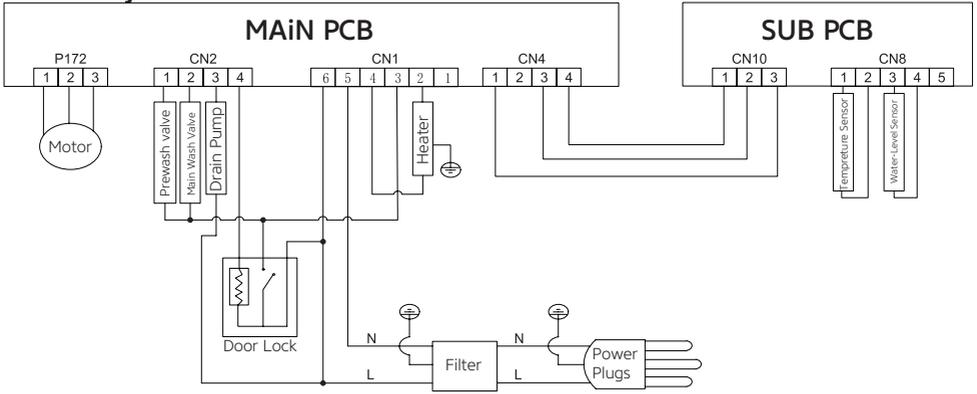 MAiN PCB
SUB PCB
P172
CN2
CN1
CN4
CN10
CN8
1 2 3
1 2 3 4
6 5 4 3 2 1
1 2 3 4
1 2 3
1 2 3 4 5
Motor
Prewash valve
Main Wash Valve
Drain Pump
Heater
Tempreture Sensor
Water-Level Sensor
Door Lock
N
L
Filter
N
L
Power
Plugs